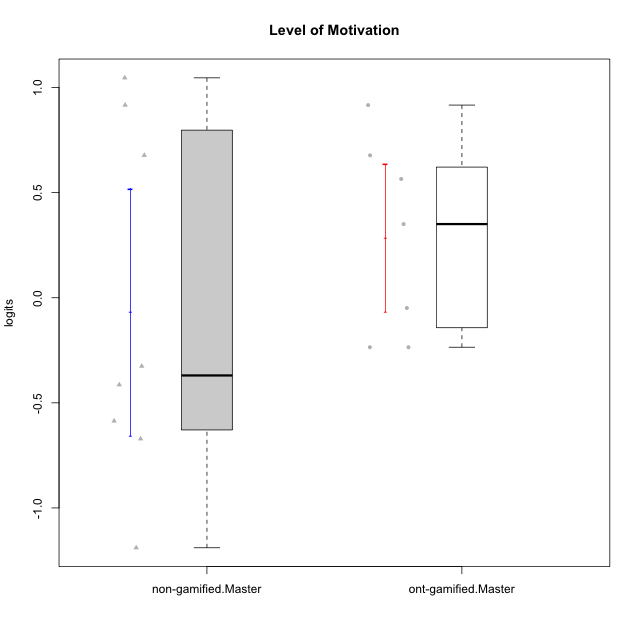 Level of Motivation
logits
1.0
0.5
0.0
-0.5
-1.0
non-gamified.Master
ont-gamified.Master